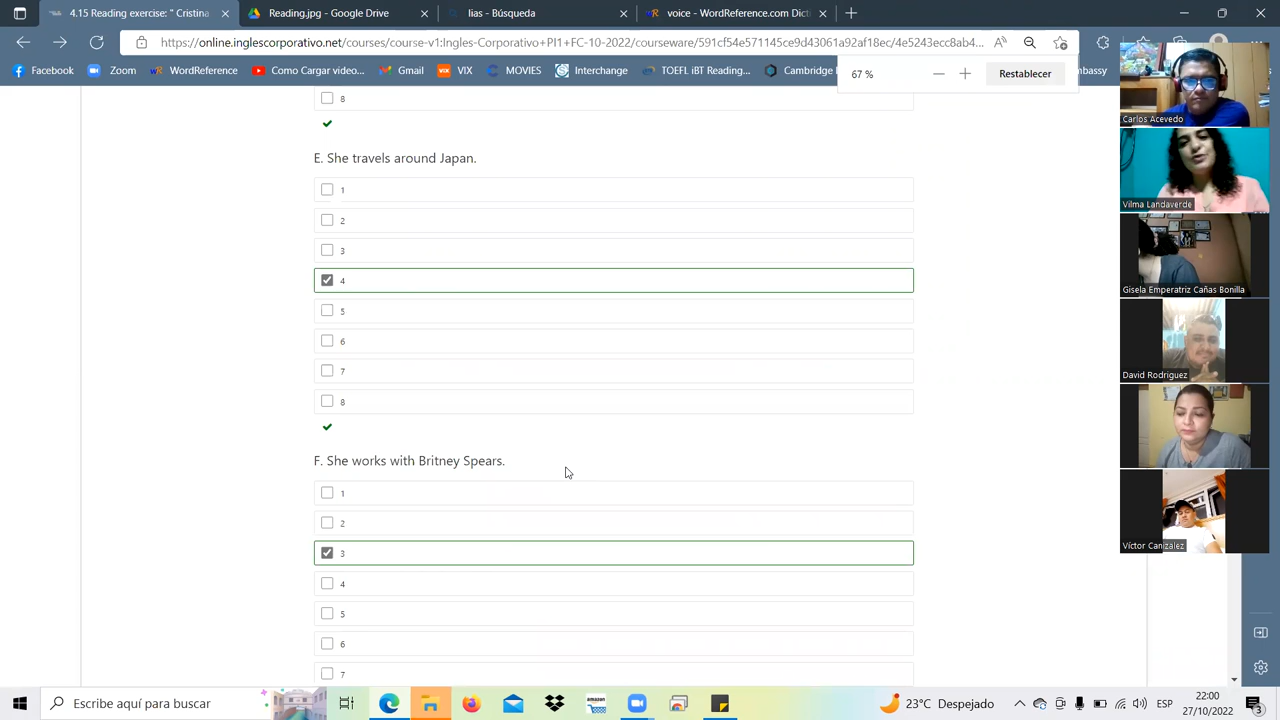 4.15 Reading exercise: " Cristina
Reading.jpg - Google Drive
lias - Búsqueda
voice - WordReference.com Dict
https://online.inglescorporativo.net/courses/course-v1:Ingles-Corporativo+PI1+FC-10-2022/courseware/591cf54e571145ce9d43061a92af18ec/4e5243ecc8ab4...
Facebook
Zoom
WordReference
Como Cargar video...
Gmail
VIX
MOVIES
Interchange
TOEFL iBT Reading...
Cambridge
67 %
Restablecer
bassy
8
E. She travels around Japan.
1
2
3
4
5
6
7
8
F. She works with Britney Spears.
1
2
3
4
5
6
7
Carlos Acevedo
Vilma Landaverde
Gisela Emperatriz Cañas Bonilla
David Rodriguez
Víctor Canizalez
Escribe aquí para buscar
amazon
23°C Despejado
ESP
22:00
27/10/2022
3